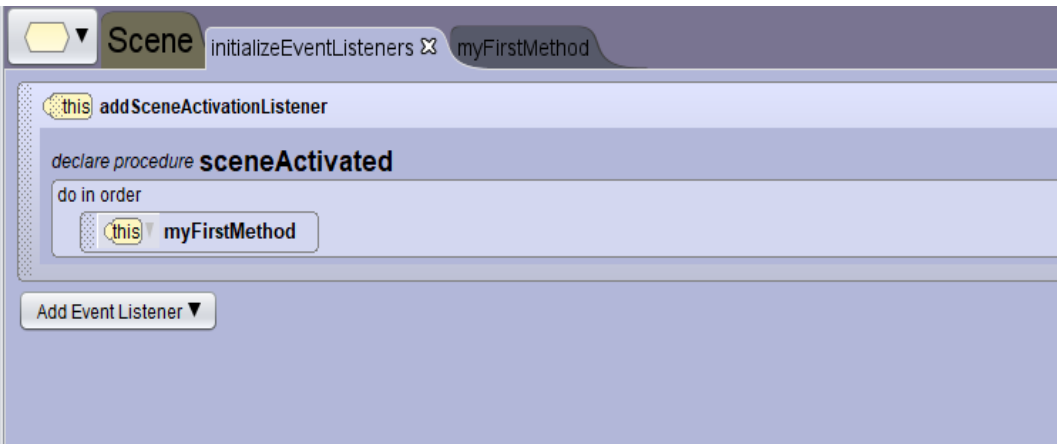 Scene initializeEventListeners myFirstMethod
this addSceneActivationListener
declare procedure sceneActivated
do in order
this myFirstMethod
Add Event Listener